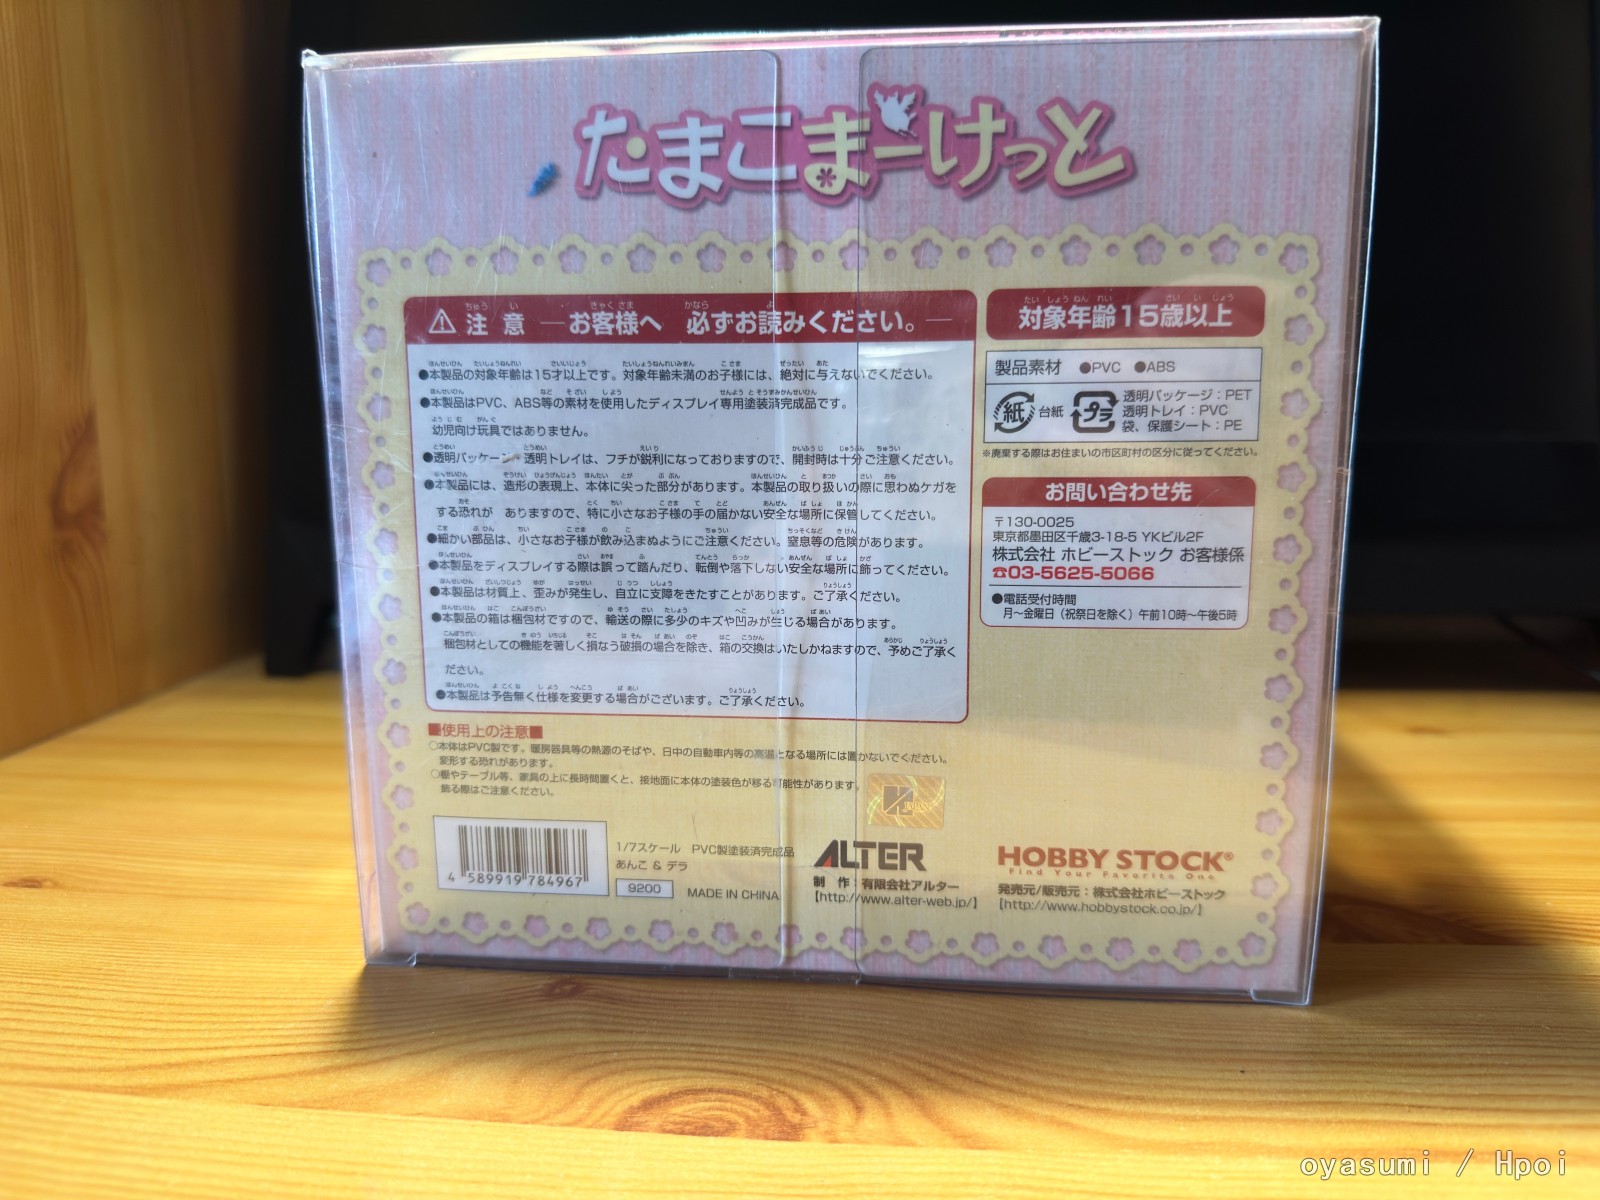 たまこまーけっと
注意 ―お客様へ 必ずお読みください。―
●本製品の対象年齢は15才以上です。対象年齢未満のお子様には、絶対に与えないでください。
●本製品はPVC、ABS等の素材を使用したディスプレイ専用塗装済完成品です。
幼児向け玩具ではありません。
●透明パッケージ・透明トレイは、フチが鋭利になっておりますので、開封時は十分ご注意ください。
●本製品には、造形の表現上、本体に尖った部分があります。本製品の取り扱いの際に思わぬケガを
する恐れが ありますので、特に小さなお子様の手の届かない安全な場所に保管してください。
●細かい部品は、小さなお子様が飲み込まぬようにご注意ください。窒息等の危険があります。
●本製品をディスプレイする際は誤って踏んだり、転倒や落下しない安全な場所に飾ってください。
●本製品は材質上、歪みが発生し、自立に支障をきたすことがあります。ご了承ください。
●本製品の箱は梱包材ですので、輸送の際に多少のキズや凹みが生じる場合があります。
梱包材としての機能を著しく損なう破損の場合を除き、箱の交換はいたしかねますので、予めご了承く
ださい。
●本製品は予告無く仕様を変更する場合がございます。ご了承ください。
■使用上の注意■
○本体はPVC製です。暖房器具等の熱源のそばや、日中の自動車内等の高温となる場所には置かないでください。
変形する恐れがあります。
○棚やテーブル等、家具の上に長時間置くと、接地面に本体の塗装色が移る可能性があります。
飾る際はご注意ください。
対象年齢15歳以上
製品素材 ●PVC ●ABS
紙 台紙 プラ
透明パッケージ：PET
透明トレイ：PVC
袋、保護シート：PE
※廃棄する際はお住まいの市区町村の区分に従ってください。
お問い合わせ先
〒130-0025
東京都墨田区千歳3-18-5 YKビル2F
株式会社 ホビーストック お客様係
☎03-5625-5066
●電話受付時間
月～金曜日（祝祭日を除く）午前10時～午後5時
4 589919 784967
1/7スケール PVC製塗装済完成品
あんこ & デラ
9200 MADE IN CHINA
ALTER
制 作：有限会社アルター
【http://www.alter-web.jp/】
HOBBY STOCK®
Find Your Favorite One
発売元/販売元：株式会社ホビーストック
【http://www.hobbystock.co.jp/】
oyasumi / Hpoi